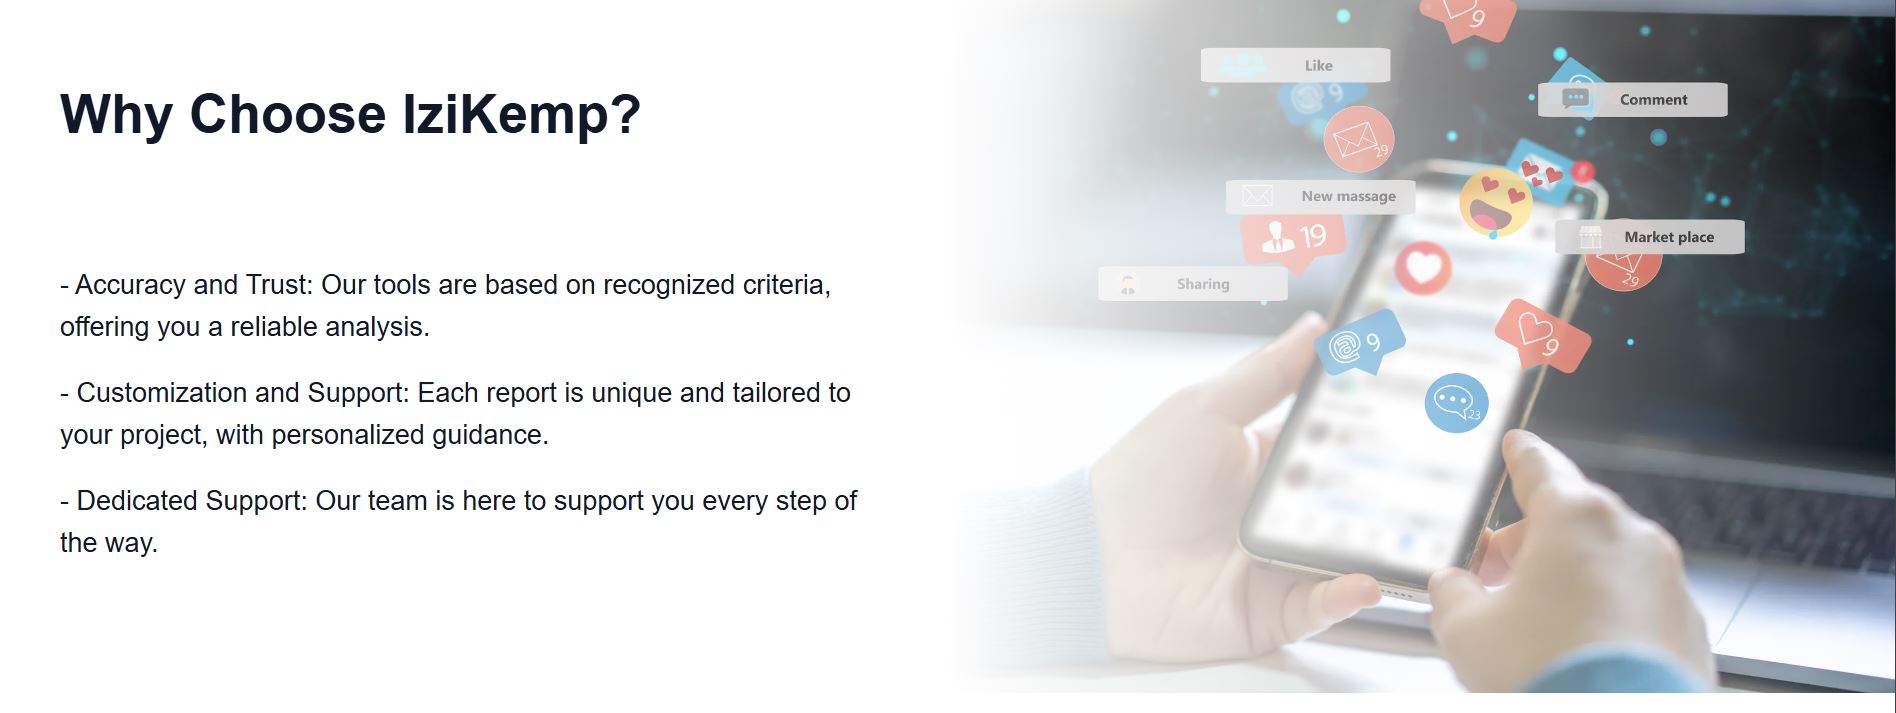 Why Choose IziKemp?
- Accuracy and Trust: Our tools are based on recognized criteria,
offering you a reliable analysis.
- Customization and Support: Each report is unique and tailored to
your project, with personalized guidance.
- Dedicated Support: Our team is here to support you every step of
the way.
9
Like
9
Comment
29
New massage
19
Market place
29
Sharing
9
9
23